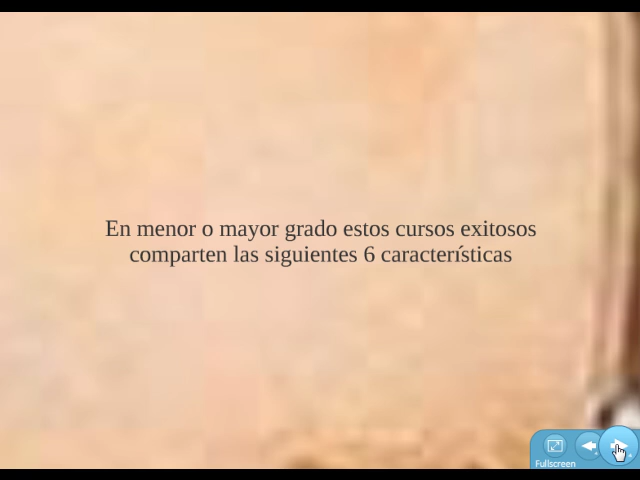 En menor o mayor grado estos cursos exitosos
comparten las siguientes 6 características
Fullscreen